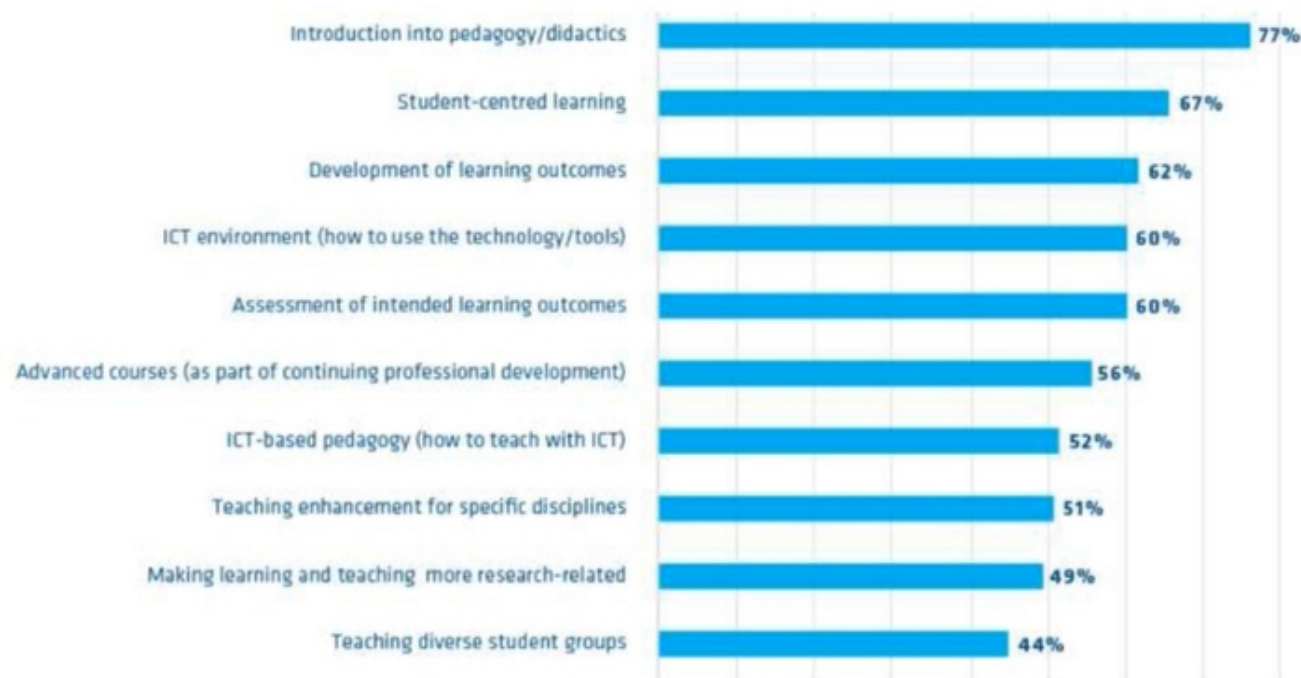 Introduction into pedagogy/didactics 77%
Student-centred learning 67%
Development of learning outcomes 62%
ICT environment (how to use the technology/tools) 60%
Assessment of intended learning outcomes 60%
Advanced courses (as part of continuing professional development) 56%
ICT-based pedagogy (how to teach with ICT) 52%
Teaching enhancement for specific disciplines 51%
Making learning and teaching more research-related 49%
Teaching diverse student groups 44%